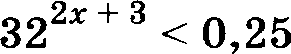 32^{2x + 3} < 0,25